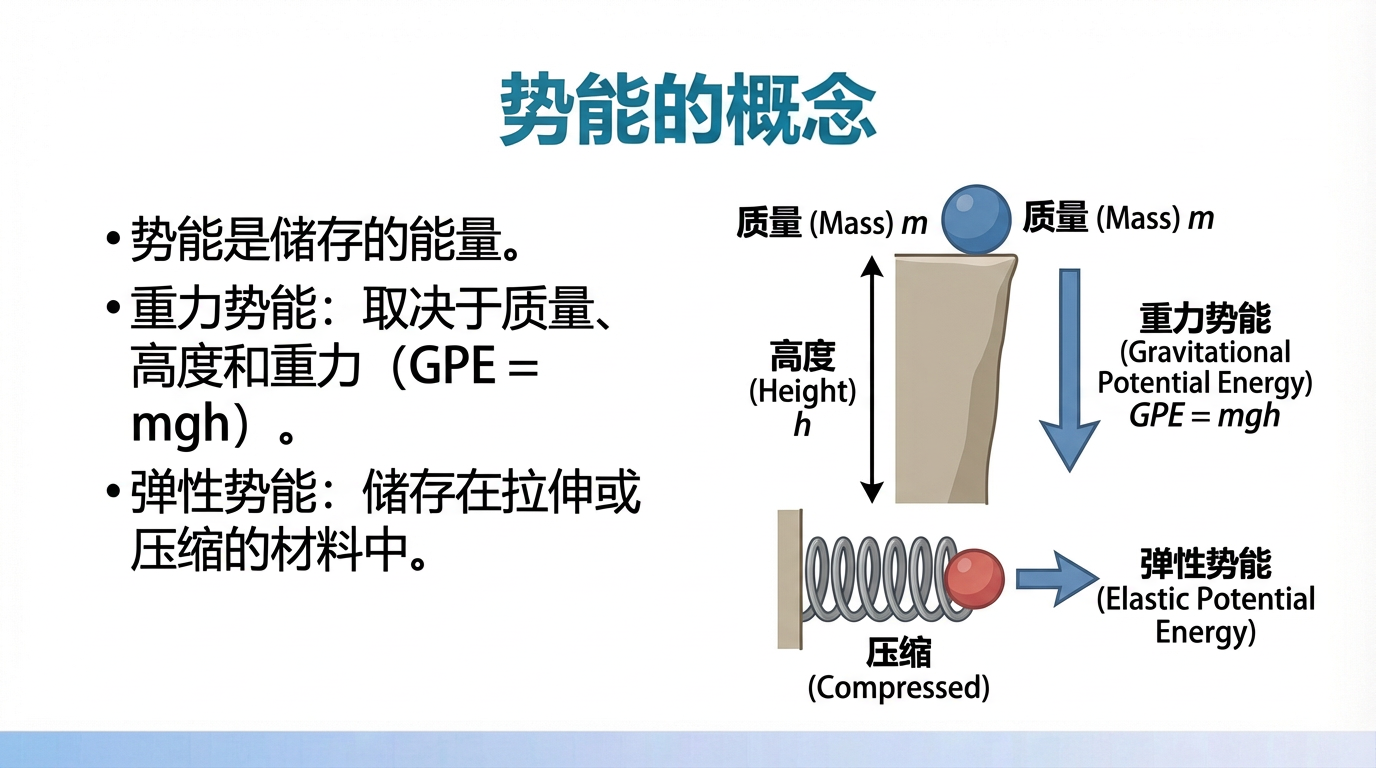 势能的概念
• 势能是储存的能量。
• 重力势能：取决于质量、
高度和重力（GPE =
mgh）。
• 弹性势能：储存在拉伸或
压缩的材料中。
质量 (Mass) m
质量 (Mass) m
高度
(Height)
h
重力势能
(Gravitational
Potential Energy)
GPE = mgh
弹性势能
(Elastic Potential
Energy)
压缩
(Compressed)